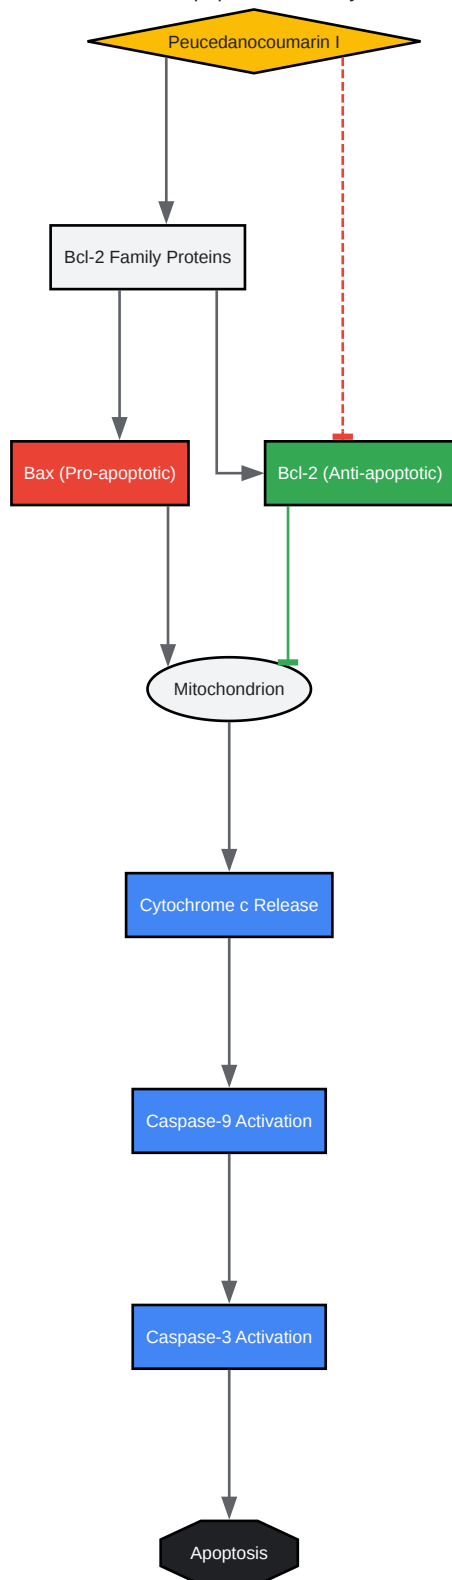 Peucedanocoumarin I
Bcl-2 Family Proteins
Bax (Pro-apoptotic)
Bcl-2 (Anti-apoptotic)
Mitochondrion
Cytochrome c Release
Caspase-9 Activation
Caspase-3 Activation
Apoptosis